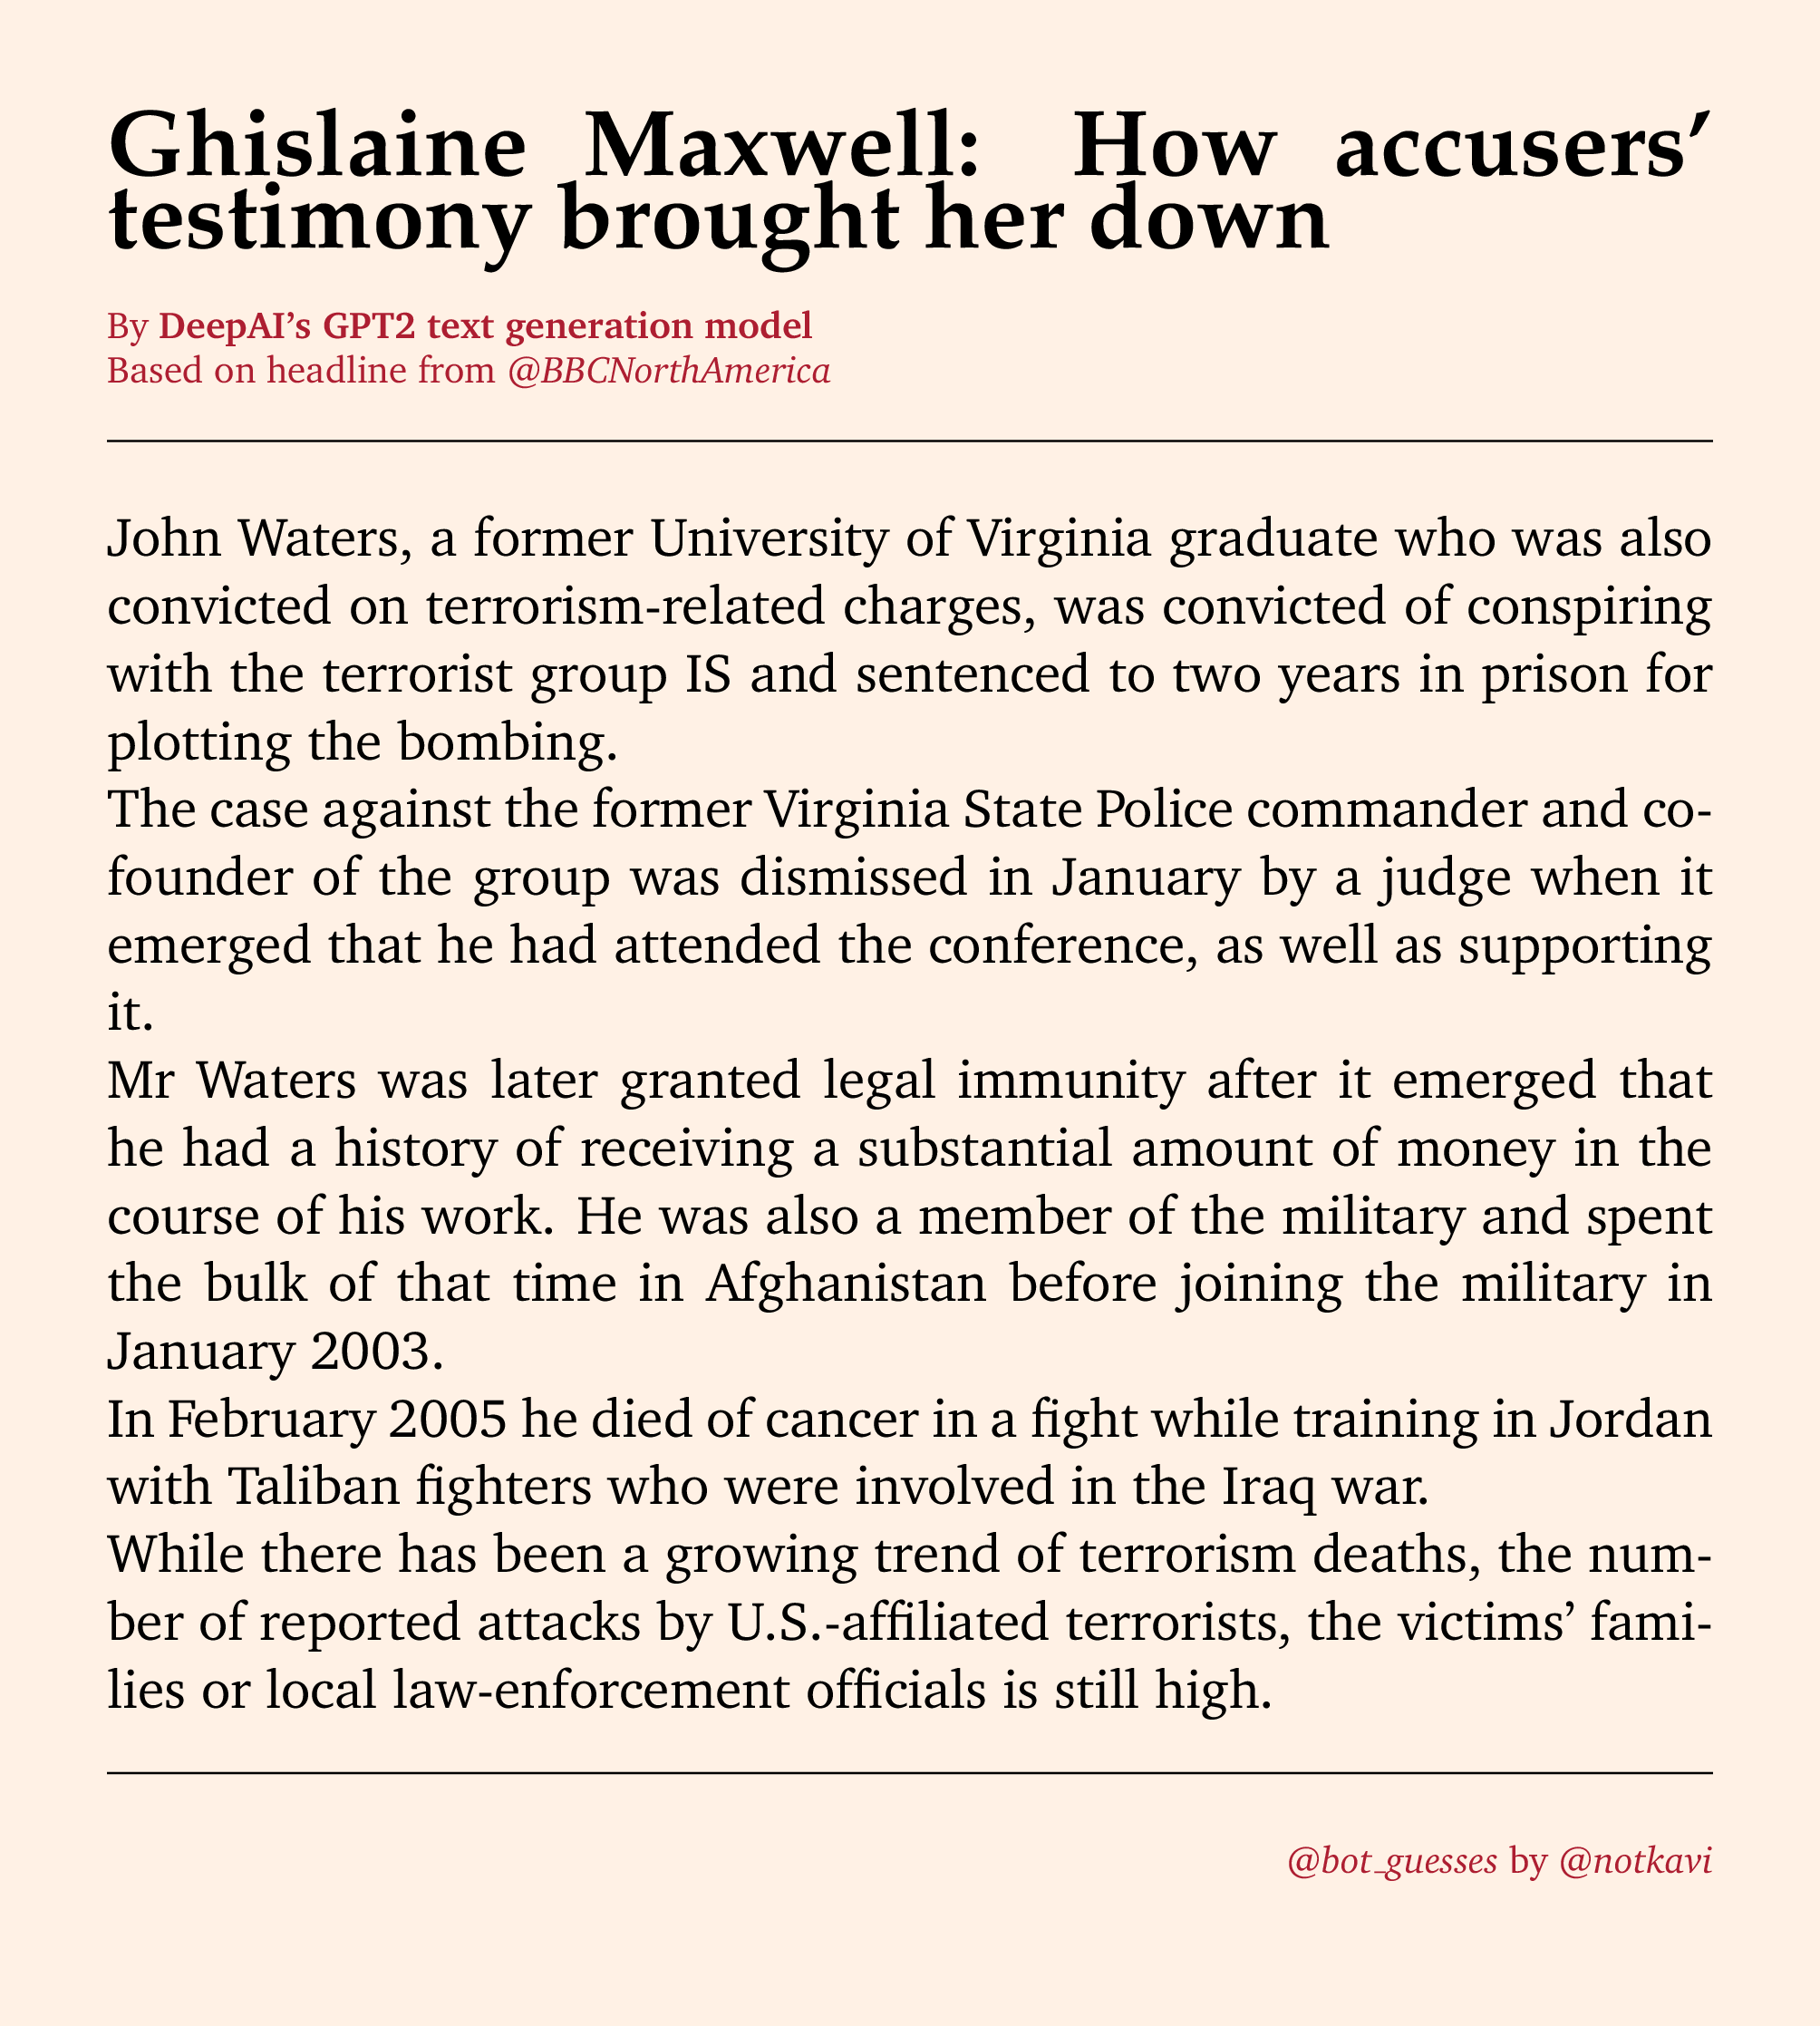 Ghislaine Maxwell: How accusers’
testimony brought her down
By DeepAI’s GPT2 text generation model
Based on headline from @BBCNorthAmerica
John Waters, a former University of Virginia graduate who was also
convicted on terrorism-related charges, was convicted of conspiring
with the terrorist group IS and sentenced to two years in prison for
plotting the bombing.
The case against the former Virginia State Police commander and co-
founder of the group was dismissed in January by a judge when it
emerged that he had attended the conference, as well as supporting
it.
Mr Waters was later granted legal immunity after it emerged that
he had a history of receiving a substantial amount of money in the
course of his work. He was also a member of the military and spent
the bulk of that time in Afghanistan before joining the military in
January 2003.
In February 2005 he died of cancer in a fight while training in Jordan
with Taliban fighters who were involved in the Iraq war.
While there has been a growing trend of terrorism deaths, the num-
ber of reported attacks by U.S.-affiliated terrorists, the victims’ fami-
lies or local law-enforcement officials is still high.
@bot_guesses by @notkavi